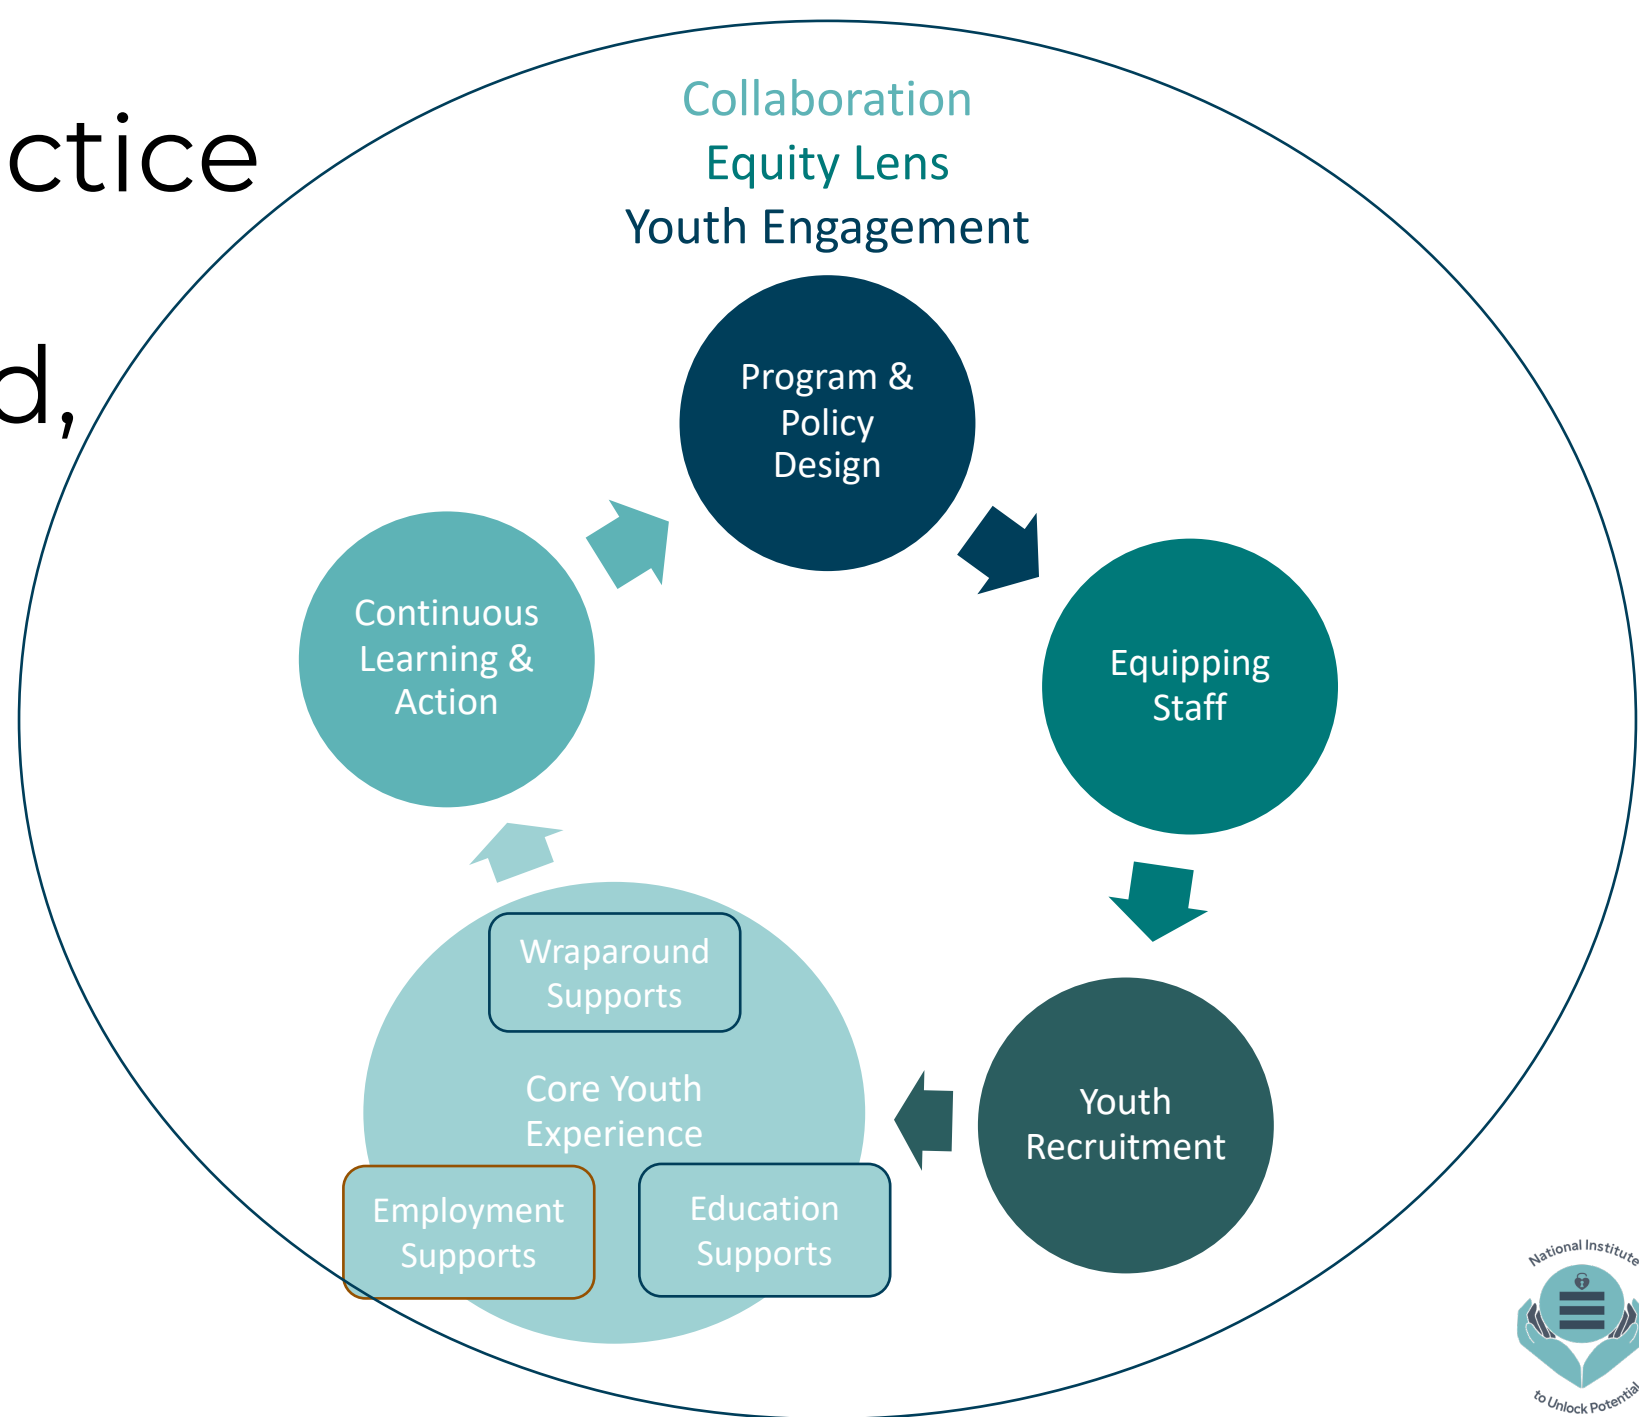 ctice
d,
Collaboration
Equity Lens
Youth Engagement
Program &
Policy
Design
Equipping
Staff
Youth
Recruitment
Core Youth
Experience
Wraparound
Supports
Employment
Supports
Education
Supports
Continuous
Learning &
Action
National Institute
to Unlock Potential